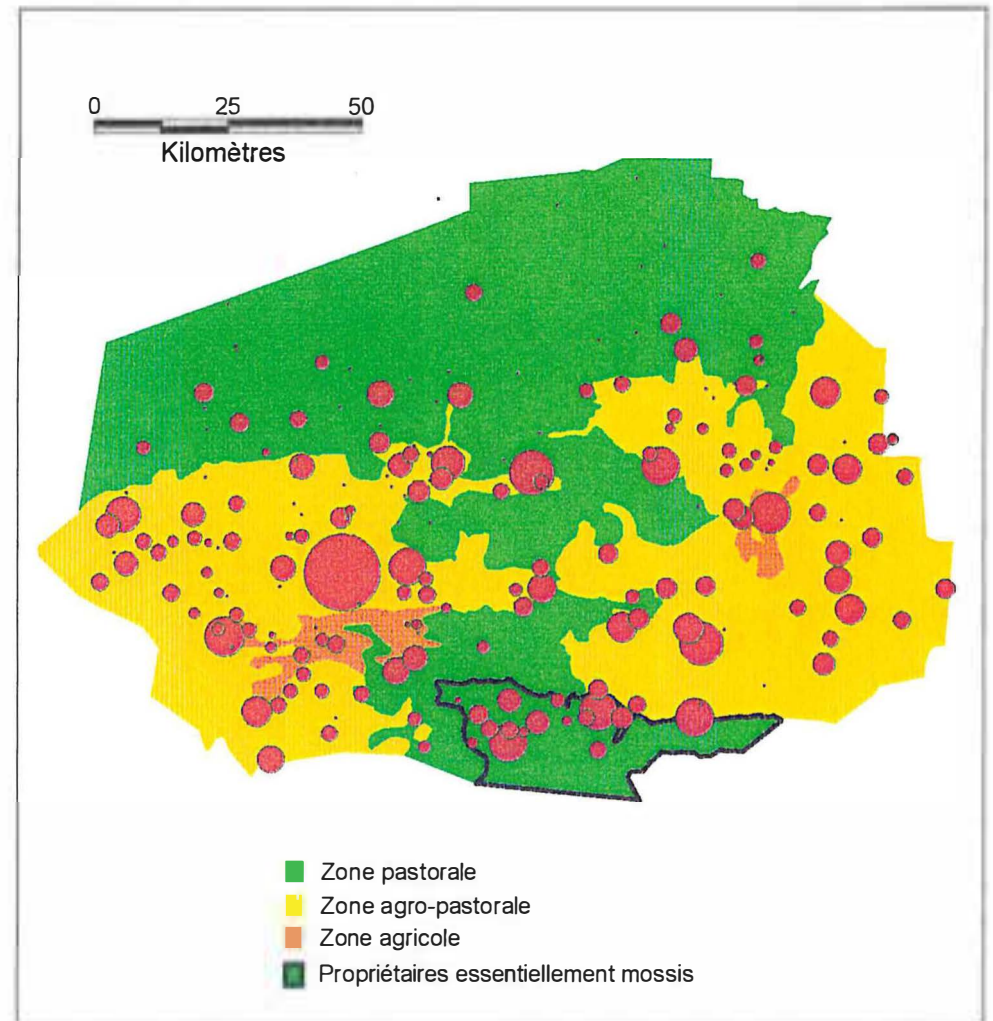 0 25 50
Kilomètres
Zone pastorale
Zone agro-pastorale
Zone agricole
Propriétaires essentiellement mossis